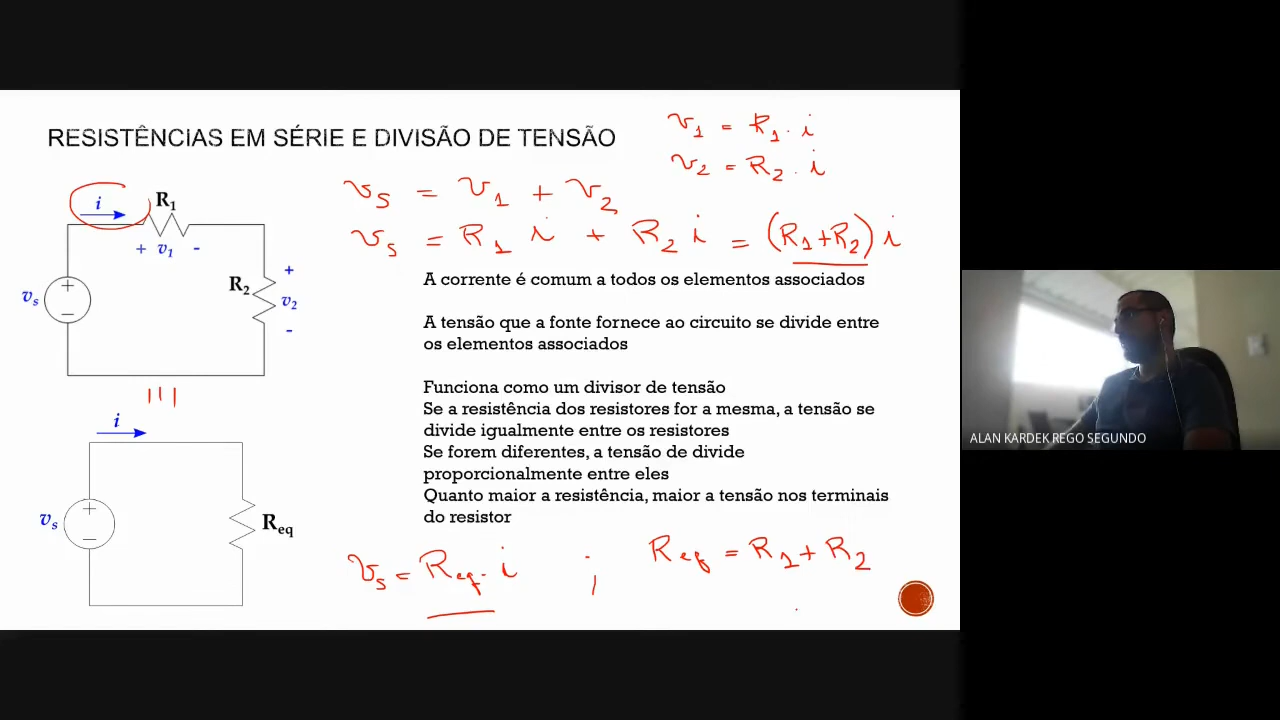 RESISTÊNCIAS EM SÉRIE E DIVISÃO DE TENSÃO
v1 = R1 . i
v2 = R2 . i
vs = v1 + v2
vs = R1 i + R2 i = (R1+R2) i
i
R1
+ v1 -
R2
+
v2
-
+
vs
−
A corrente é comum a todos os elementos associados
A tensão que a fonte fornece ao circuito se divide entre
os elementos associados
Funciona como um divisor de tensão
Se a resistência dos resistores for a mesma, a tensão se
divide igualmente entre os resistores
Se forem diferentes, a tensão de divide
proporcionalmente entre eles
Quanto maior a resistência, maior a tensão nos terminais
do resistor
i
+
vs
−
Req
vs = Req . i ; Req = R1 + R2
ALAN KARDEK REGO SEGUNDO